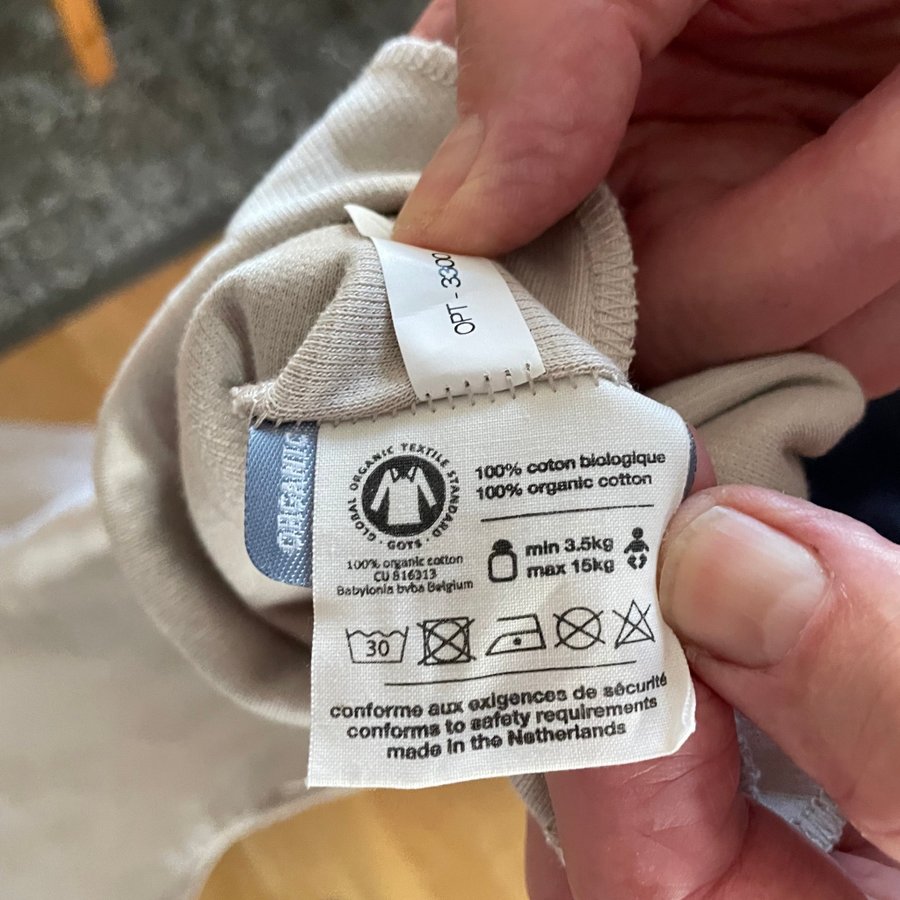 OPT - 3300
ORGANIC
GLOBAL ORGANIC TEXTILE STANDARD
· GOTS ·
100% organic cotton
CU 816313
Babylonia bvba Belgium
100% coton biologique
100% organic cotton
min 3.5kg
max 15kg
30
conforme aux exigences de sécurité
conforms to safety requirements
made in the Netherlands